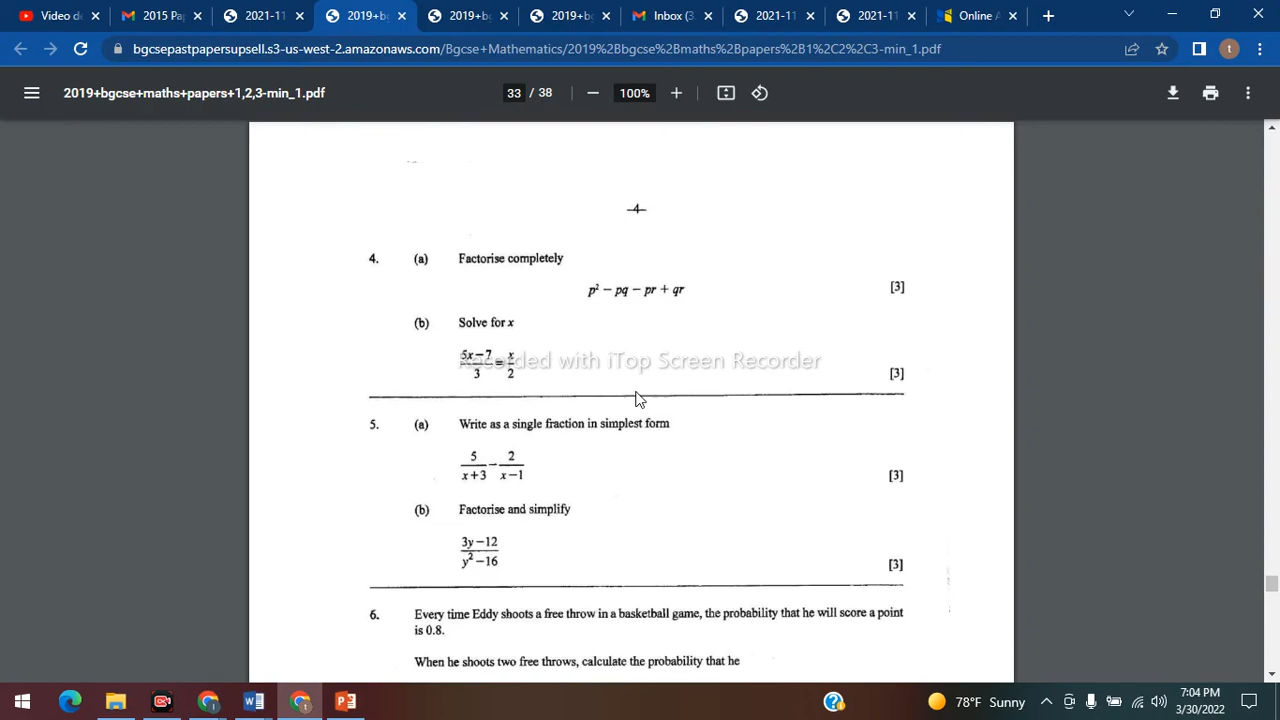 Video de
2015 Pa
2021-11
2019+b
2019+b
2019+b
Inbox (3
2021-11
2021-11
Online A
bgcsepastpapersupsell.s3-us-west-2.amazonaws.com/Bgcse+Mathematics/2019%2Bbgcse%2Bmaths%2Bpapers%2B1%2C2%2C3-min_1.pdf
t
2019+bgcse+maths+papers+1,2,3-min_1.pdf
33 / 38
100%
4
4. (a) Factorise completely
p² − pq − pr + qr [3]
(b) Solve for x
(5x−7)/3 = x/2 [3]
Recorded with iTop Screen Recorder
5. (a) Write as a single fraction in simplest form
5/(x+3) − 2/(x−1) [3]
(b) Factorise and simplify
(3y−12)/(y²−16) [3]
6. Every time Eddy shoots a free throw in a basketball game, the probability that he will score a point
is 0.8.
When he shoots two free throws, calculate the probability that he
78°F Sunny
7:04 PM
3/30/2022